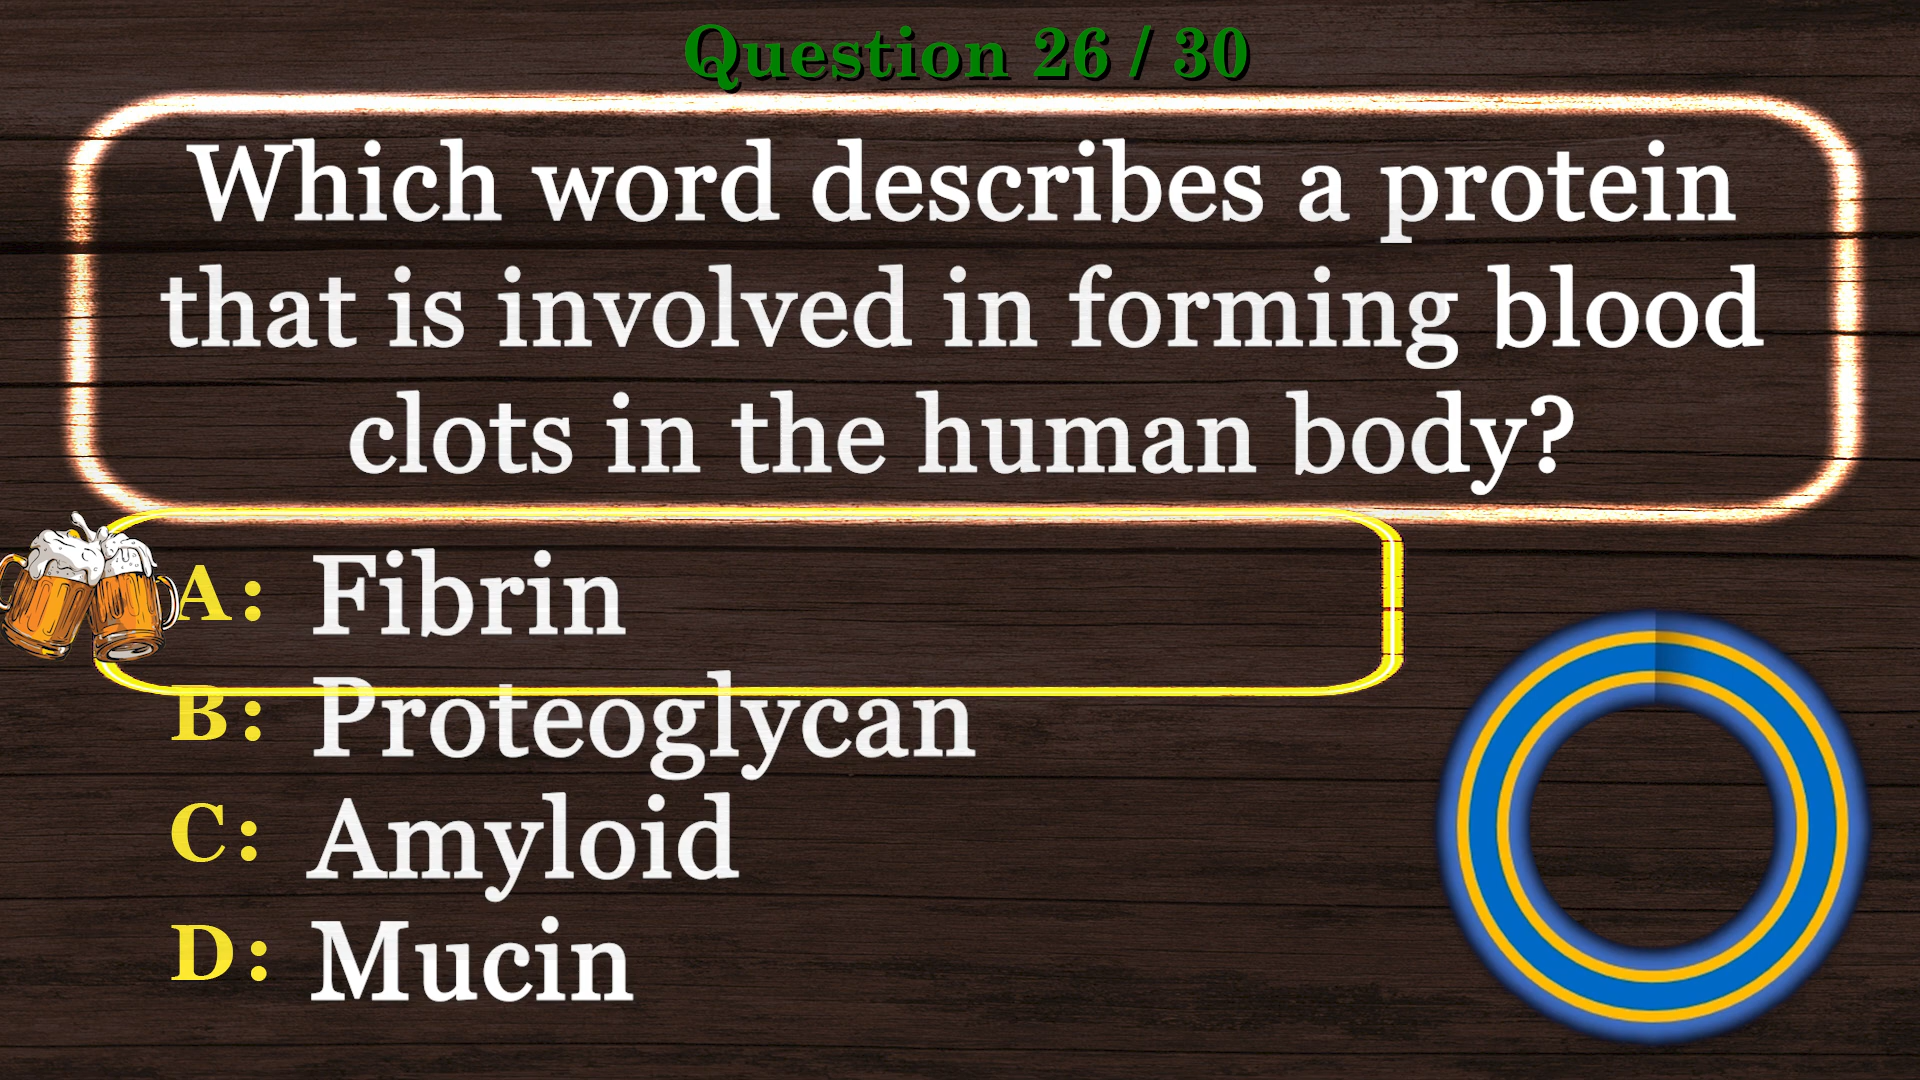 Question 26 / 30
Which word describes a protein
that is involved in forming blood
clots in the human body?
A: Fibrin
B: Proteoglycan
C: Amyloid
D: Mucin